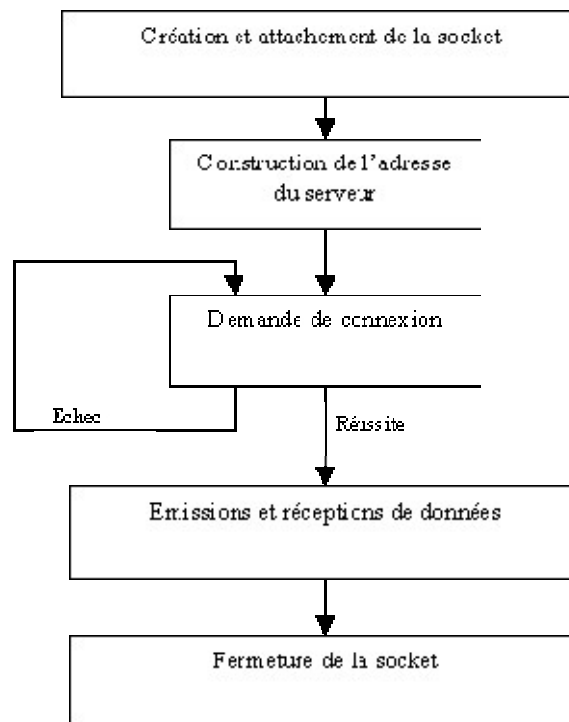 Création et attachement de la socket
Construction de l'adresse
du serveur
Demande de connexion
Echec
Réussite
Emissions et réceptions de données
Fermeture de la socket